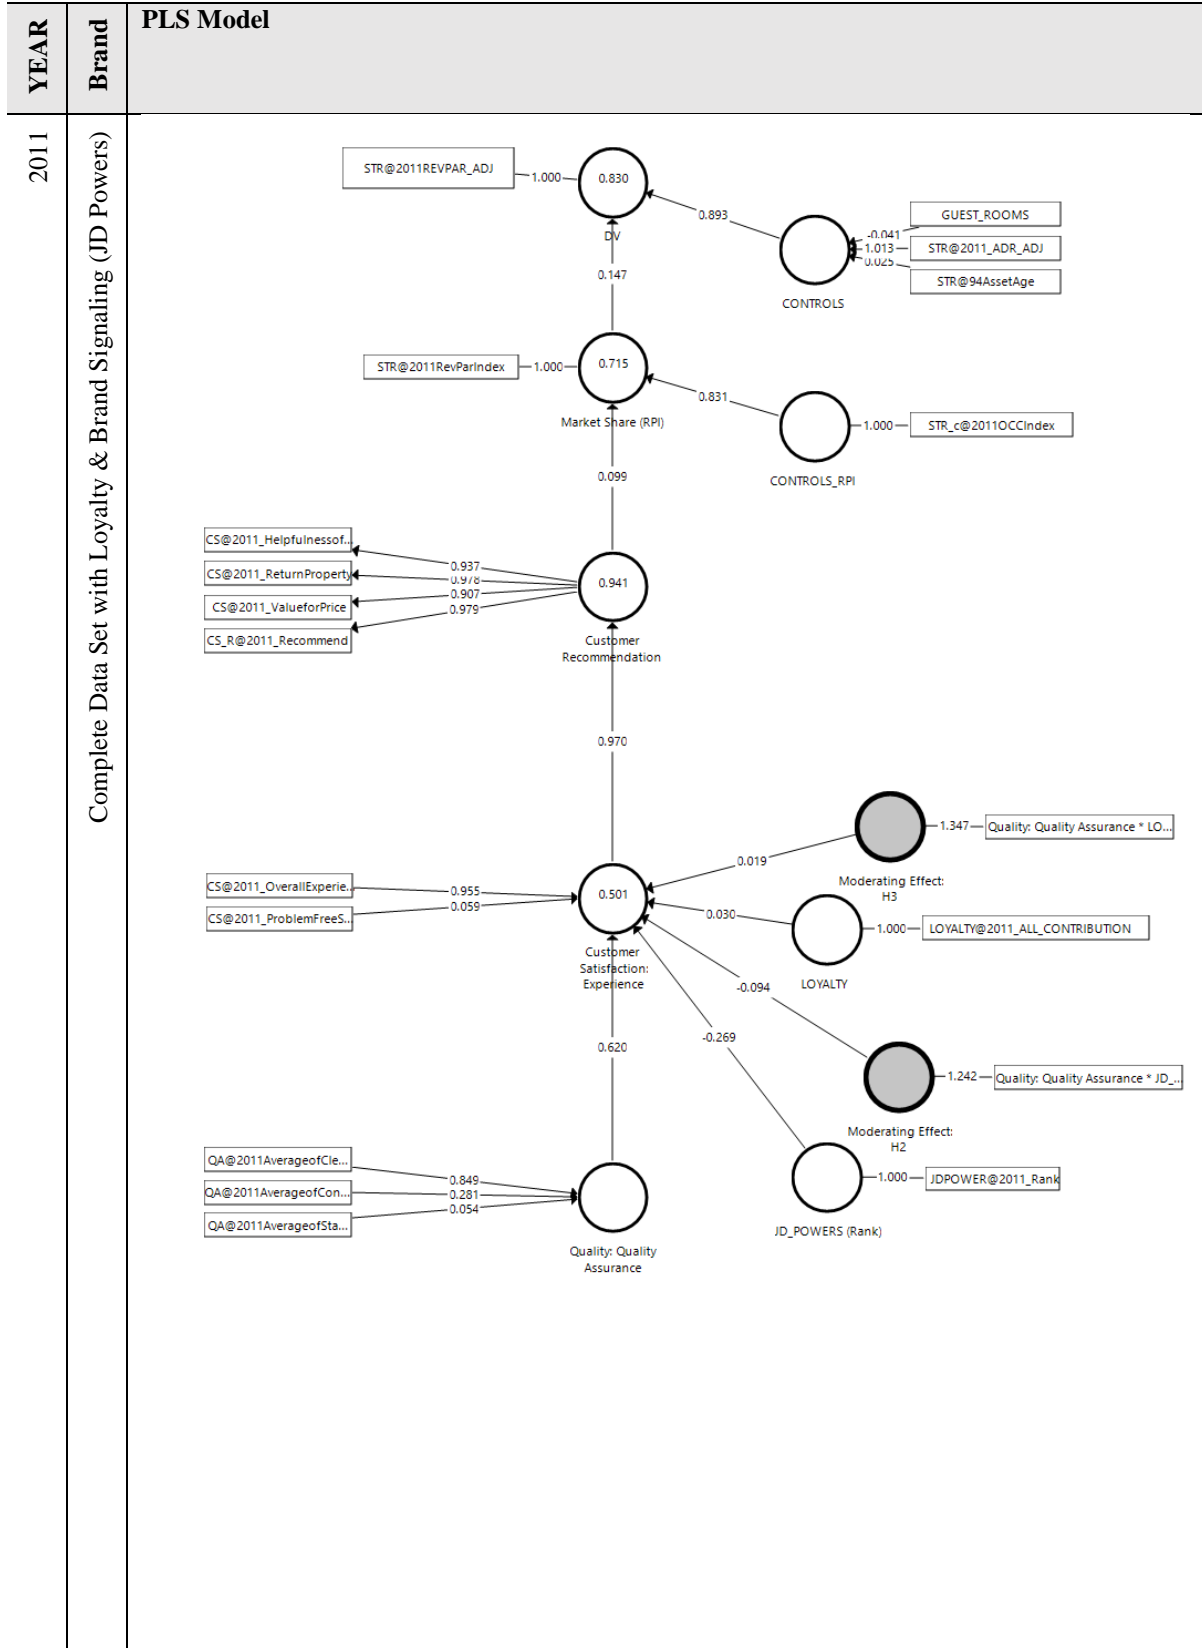 YEAR
Brand
PLS Model
2011
Complete Data Set with Loyalty & Brand Signaling (JD Powers)
STR@2011REVPAR_ADJ
1.000
0.830
DV
0.893
GUEST_ROOMS
-0.041
1.013
STR@2011_ADR_ADJ
0.025
STR@94AssetAge
CONTROLS
0.147
STR@2011RevParIndex
1.000
0.715
Market Share (RPI)
0.831
1.000
STR_c@2011OCCIndex
CONTROLS_RPI
0.099
CS@2011_Helpfulnessof...
CS@2011_ReturnProperty
CS@2011_ValueforPrice
CS_R@2011_Recommend
0.937
0.978
0.907
0.979
0.941
Customer
Recommendation
0.970
1.347
Quality: Quality Assurance * LO...
Moderating Effect:
H3
0.019
CS@2011_OverallExperie...
CS@2011_ProblemFreeS...
0.955
0.059
0.501
Customer
Satisfaction:
Experience
0.030
1.000
LOYALTY@2011_ALL_CONTRIBUTION
LOYALTY
-0.094
-0.269
0.620
1.242
Quality: Quality Assurance * JD_...
Moderating Effect:
H2
QA@2011AverageofCle...
QA@2011AverageofCon...
QA@2011AverageofSta...
0.849
0.281
0.054
Quality: Quality
Assurance
1.000
JDPOWER@2011_Rank
JD_POWERS (Rank)